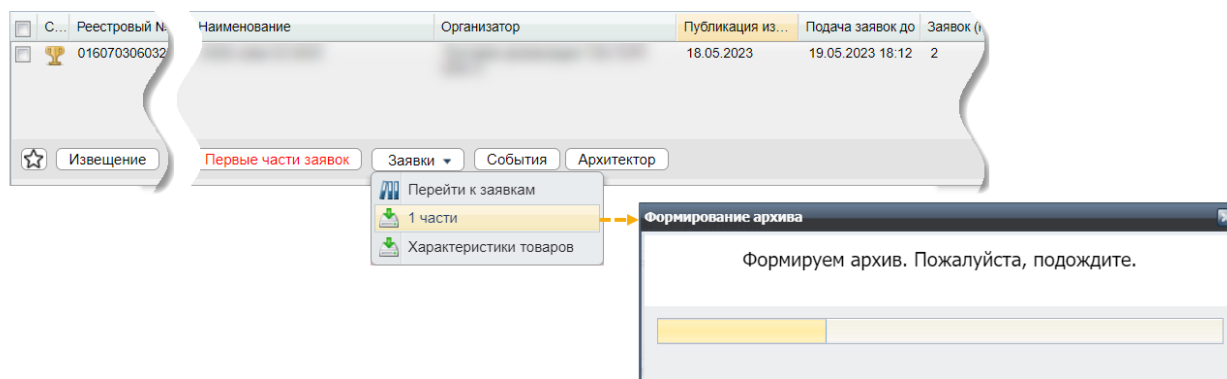 С... Реестровый № Наименование Организатор Публикация из... Подача заявок до Заявок (
016070306032 18.05.2023 19.05.2023 18:12 2
Извещение Первые части заявок Заявки События Архитектор
Перейти к заявкам
1 части
Характеристики товаров
Формирование архива
Формируем архив. Пожалуйста, подождите.